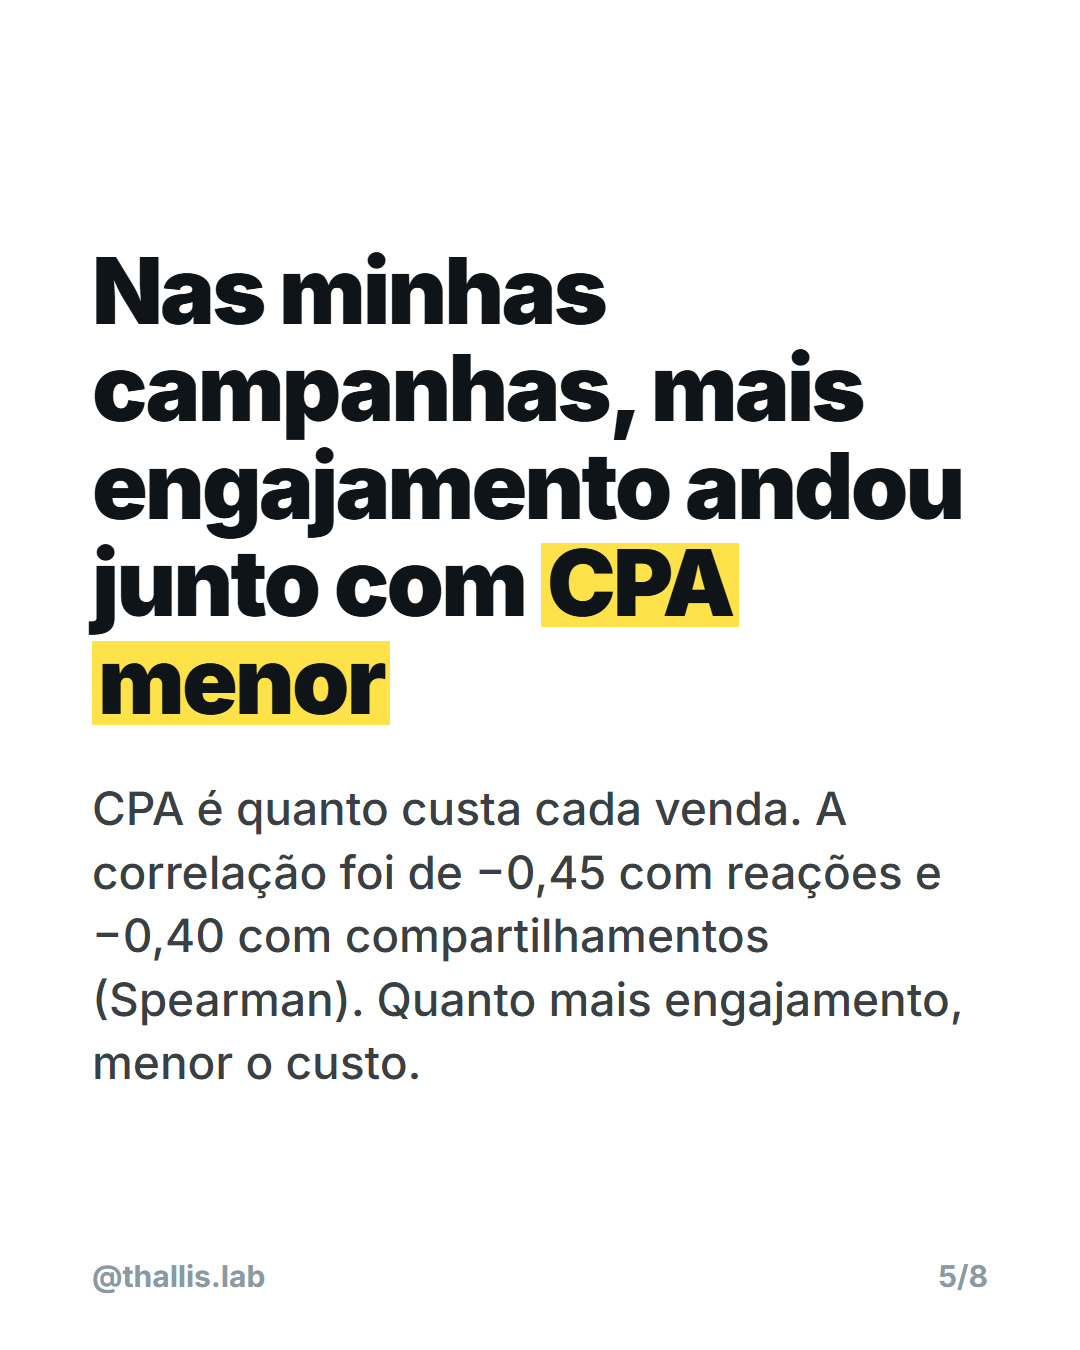 Nas minhas
campanhas, mais
engajamento andou
junto com CPA
menor
CPA é quanto custa cada venda. A
correlação foi de −0,45 com reações e
−0,40 com compartilhamentos
(Spearman). Quanto mais engajamento,
menor o custo.
@thallis.lab
5/8